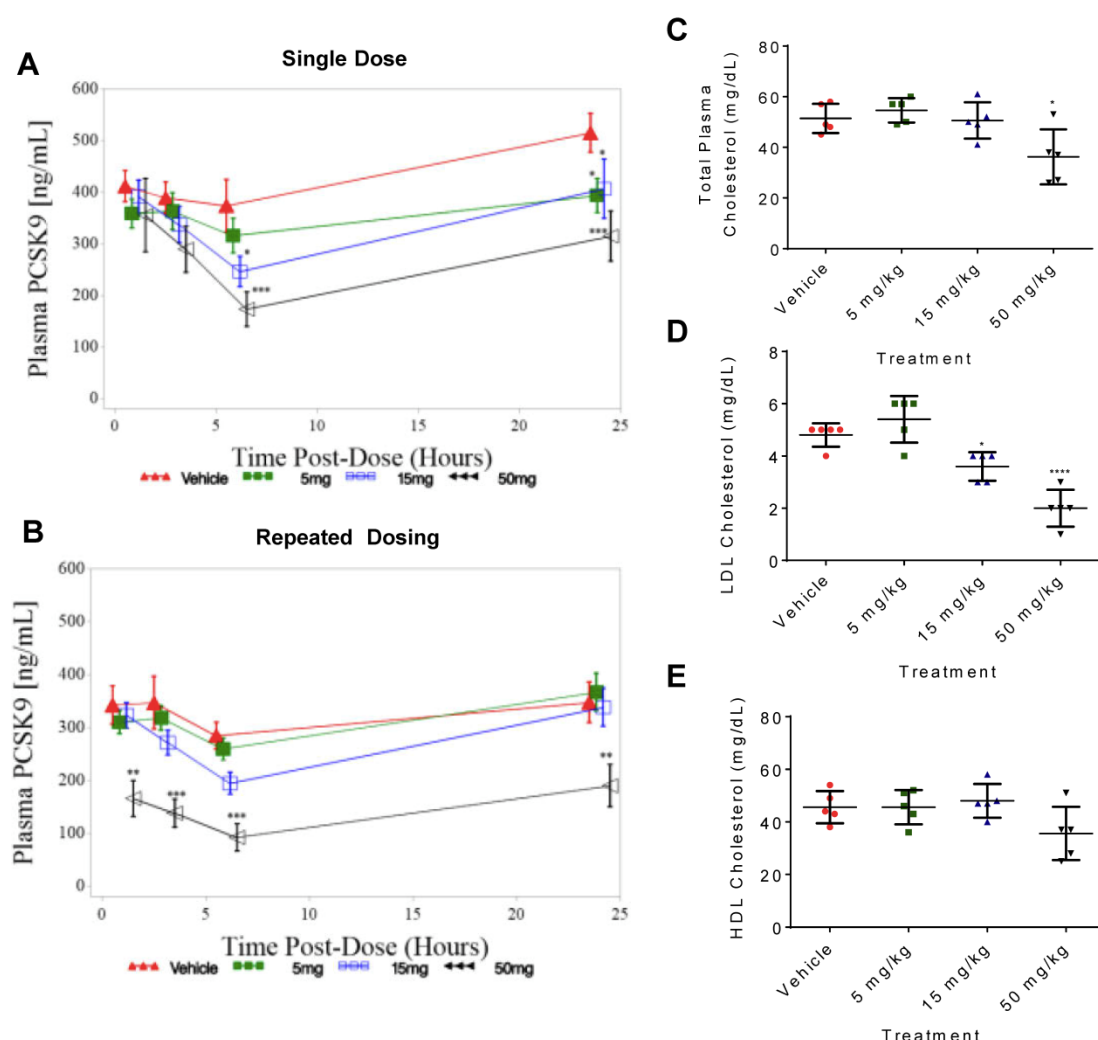 A
Single Dose
600
500
400
300
200
100
0
Plasma PCSK9 [ng/mL]
*
*
***
*
***
0 5 10 15 20 25
Time Post-Dose (Hours)
Vehicle 5mg 15mg 50mg
B
Repeated Dosing
600
500
400
300
200
100
0
Plasma PCSK9 [ng/mL]
**
***
***
**
0 5 10 15 20 25
Time Post-Dose (Hours)
Vehicle 5mg 15mg 50mg
C
Total Plasma
Cholesterol (mg/dL)
80
60
40
20
0
*
Vehicle
5 mg/kg
15 mg/kg
50 mg/kg
Treatment
D
LDL Cholesterol (mg/dL)
8
6
4
2
0
*
****
Vehicle
5 mg/kg
15 mg/kg
50 mg/kg
Treatment
E
HDL Cholesterol (mg/dL)
80
60
40
20
0
Vehicle
5 mg/kg
15 mg/kg
50 mg/kg
Treatment